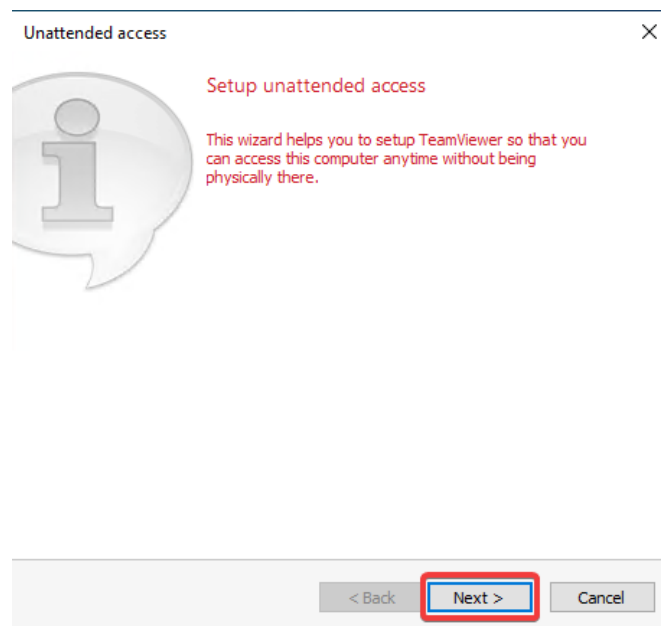 Unattended access
Setup unattended access
This wizard helps you to setup TeamViewer so that you
can access this computer anytime without being
physically there.
< Back Next > Cancel